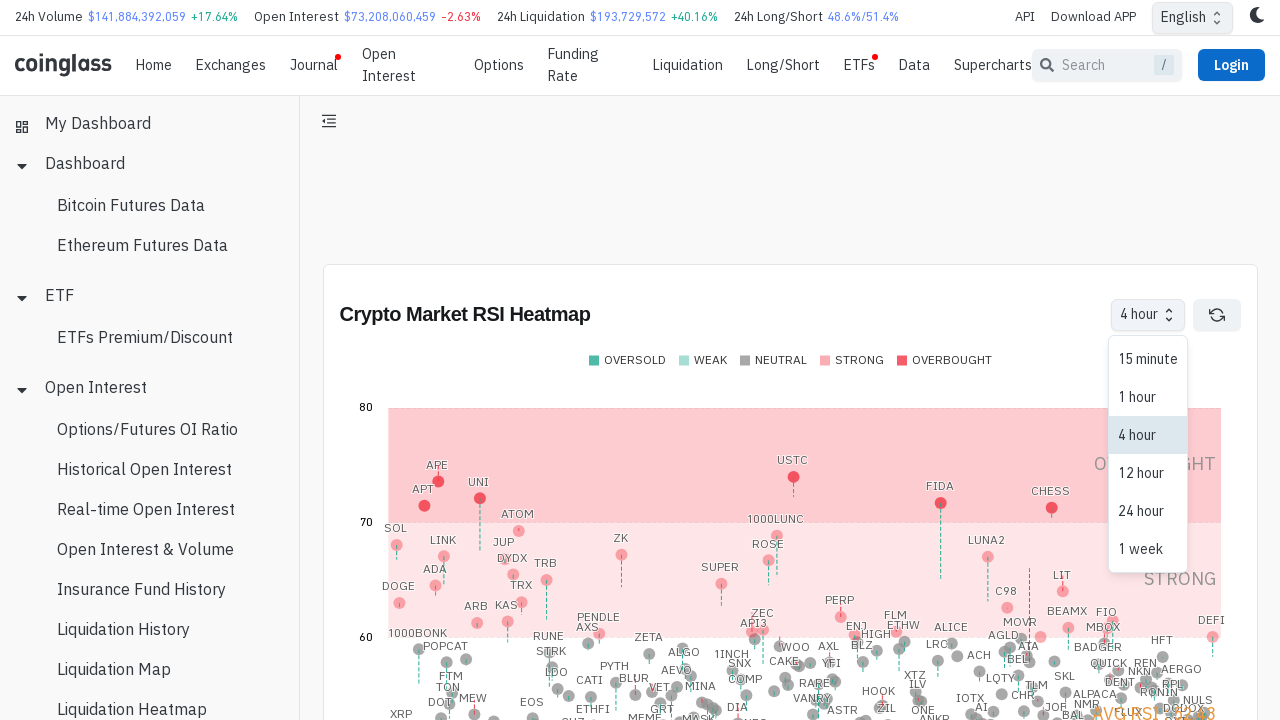 24h Volume $141,884,392,059 +17.64% Open Interest $73,208,060,459 -2.63% 24h Liquidation $193,729,572 +40.16% 24h Long/Short 48.6%/51.4% API Download APP English
coinglass Home Exchanges Journal Open Interest Options Funding Rate Liquidation Long/Short ETFs Data Supercharts Search / Login
My Dashboard
Dashboard
Bitcoin Futures Data
Ethereum Futures Data
ETF
ETFs Premium/Discount
Open Interest
Options/Futures OI Ratio
Historical Open Interest
Real-time Open Interest
Open Interest & Volume
Insurance Fund History
Liquidation History
Liquidation Map
Liquidation Heatmap
Crypto Market RSI Heatmap
4 hour
15 minute
1 hour
4 hour
12 hour
24 hour
1 week
OVERSOLD WEAK NEUTRAL STRONG OVERBOUGHT
80
USTC
APE
UNI
APT
FIDA
CHESS
70
ATOM
1000LUNC
SOL
LINK
JUP
ZK
ROSE
LUNA2
DYDX
TRB
ADA
SUPER
LIT
STRONG
DOGE
TRX
C98
ARB
KAS
PERP
BEAMX
FIO
PENDLE
ZEC
FLM
DEFI
AXS
API3
ENJ
ETHW
ALICE
MOVR
MBOX
60
1000BONK
RUNE
ZETA
HIGH
AGLD
HFT
POPCAT
STRK
ALGO
1INCH
WOO
AXL
BLZ
LRC
ATA
BADGER
LDO
PYTH
SNX
CAKE
YFI
ACH
BEL
QUICK
REN
AERGO
FTM
CATI
BLUR
AEVO
COMP
RARE
XTZ
LQTY
SKL
NKN
TON
VET
MINA
HOOK
ILV
TLM
DENT
RPL
DOT
MEW
EOS
ETHFI
GRT
DIA
VANRY
ZIL
ONE
IOTX
CHR
ALPACA
RONIN
NULS
XRP
MEME
MASK
ASTR
ANKR
AI
JOE
NMR
BAL
LUX
DODOX